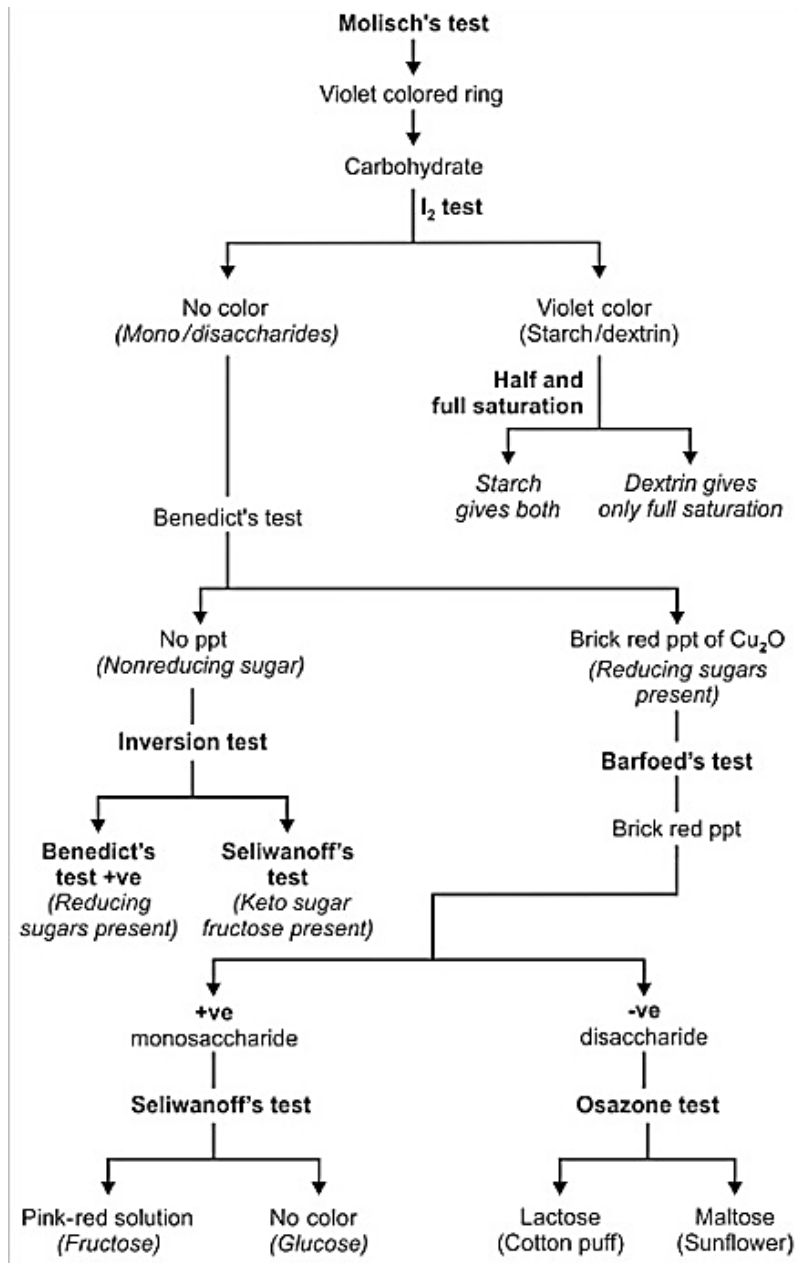 Molisch's test
Violet colored ring
Carbohydrate
I₂ test
No color
(Mono/disaccharides)
Violet color
(Starch/dextrin)
Half and
full saturation
Starch
gives both
Dextrin gives
only full saturation
Benedict's test
No ppt
(Nonreducing sugar)
Brick red ppt of Cu₂O
(Reducing sugars
present)
Inversion test
Barfoed's test
Brick red ppt
Benedict's
test +ve
(Reducing
sugars present)
Seliwanoff's
test
(Keto sugar
fructose present)
+ve
monosaccharide
-ve
disaccharide
Seliwanoff's test
Osazone test
Pink-red solution
(Fructose)
No color
(Glucose)
Lactose
(Cotton puff)
Maltose
(Sunflower)